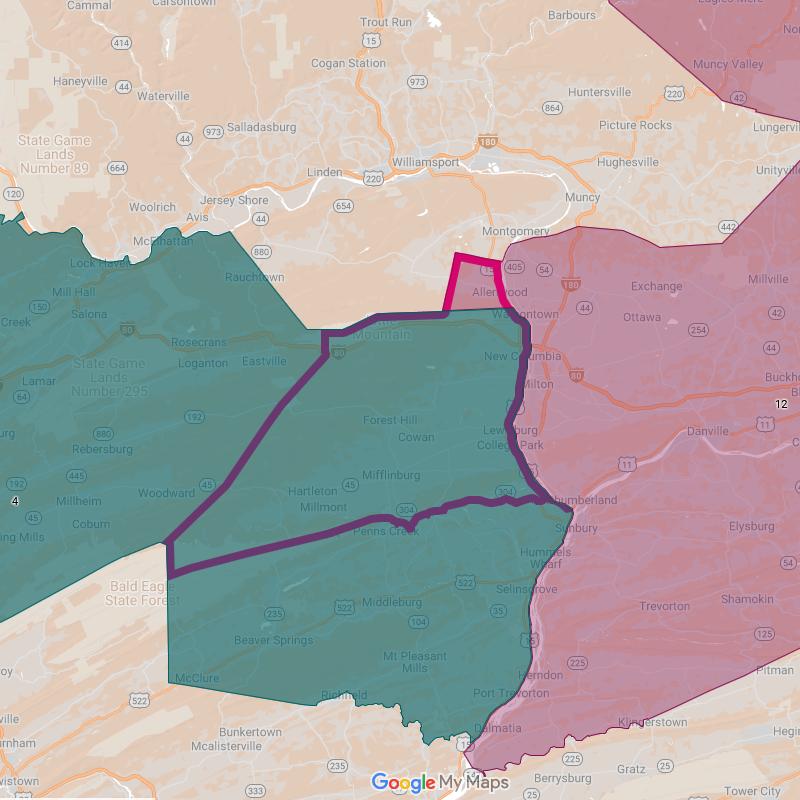 Cammal
Carsontown
Trout Run
Barbours
Eagles Mere
414
15
Cogan Station
Muncy Valley
Haneyville
44
973
220
Huntersville
Waterville
864
42
Salladasburg
973
44
Picture Rocks
Lungerville
State Game
Lands
Number 89
180
664
Williamsport
Hughesville
Linden
220
Unityville
120
Jersey Shore
Muncy
Woolrich
654
Avis
44
442
Montgomery
McElhattan
880
Lock Haven
15
405
54
Rauchtown
Millville
Mill Hall
Allenwood
180
Exchange
150
Salona
Watsontown
42
Creek
80
Ottawa
254
44
Rosecrans
Mountain
80
New Columbia
State Game
Lands
Number 295
Loganton
Eastville
Lamar
Milton
80
64
12
192
Forest Hill
11
880
Cowan
Lewisburg
Danville
Rebersburg
College Park
445
Mifflinburg
11
192
Woodward
45
Hartleton
45
4
Millheim
Millmont
304
Northumberland
45
304
Coburn
Penns Creek
Sunbury
Elysburg
Hummels
Wharf
54
Bald Eagle
State Forest
522
Selinsgrove
Middleburg
522
35
Trevorton
Shamokin
235
104
Beaver Springs
15
125
Mt Pleasant
Mills
225
McClure
Herndon
Pitman
522
Richfield
Port Trevorton
Bunkertown
Dalmatia
Klingerstown
Mcalisterville
15
225
235
Gratz
25
333
Berrysburg
Tower City
Google My Maps